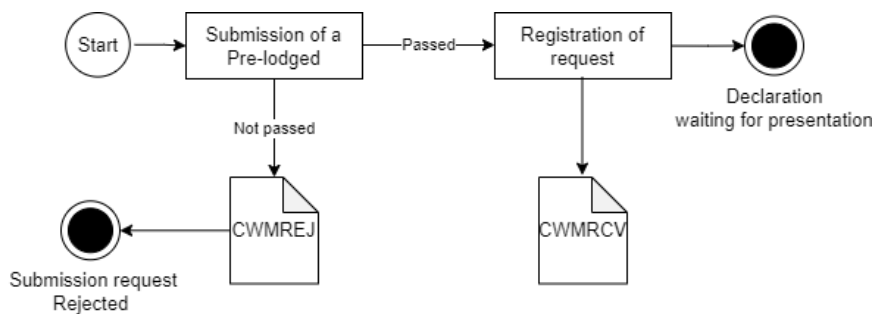 Start
Submission of a
Pre-lodged
Passed
Registration of
request
Declaration
waiting for presentation
Not passed
CWMREJ
CWMRCV
Submission request
Rejected